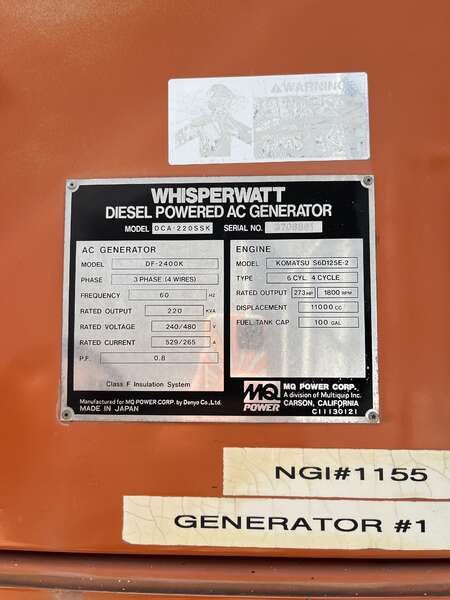 ⚠WARNING
WHISPERWATT
DIESEL POWERED AC GENERATOR
MODEL DCA-220SSK SERIAL NO.
AC GENERATOR
MODEL DF-2400K
PHASE 3 PHASE (4 WIRES)
FREQUENCY 60 HZ
RATED OUTPUT 220 KVA
RATED VOLTAGE 240/480 V
RATED CURRENT 529/265 A
P.F. 0.8
Class F Insulation System
ENGINE
MODEL KOMATSU S6D125E-2
TYPE 6 CYL. 4 CYCLE
RATED OUTPUT 273 HP 1800 RPM
DISPLACEMENT 11000 CC
FUEL TANK CAP. 100 GAL
Manufactured for MQ POWER CORP. by Denyo Co., Ltd.
MADE IN JAPAN
MQ
POWER
MQ POWER CORP.
A division of Multiquip Inc.
CARSON, CALIFORNIA
C11130121
NGI#1155
GENERATOR #1